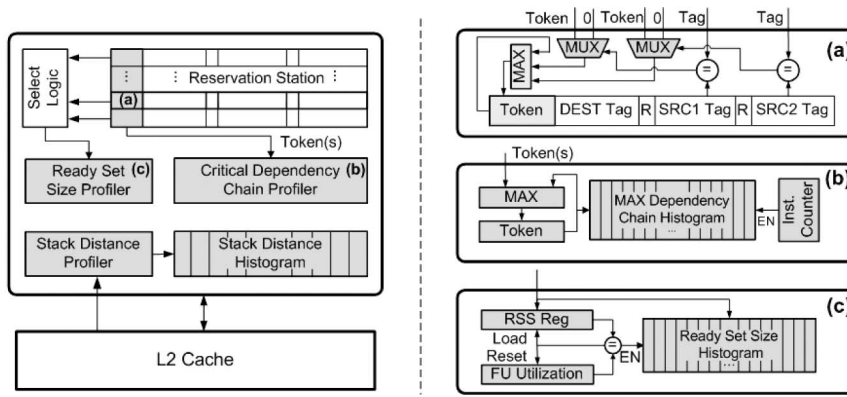 Select Logic
⋮ ⋮ Reservation Station ⋮
(a)
Token(s)
Ready Set Size Profiler (c)
Critical Dependency Chain Profiler (b)
Stack Distance Profiler
Stack Distance Histogram
L2 Cache
Token 0 Token 0 Tag Tag
MUX MUX (a)
MAX = =
Token DEST Tag R SRC1 Tag R SRC2 Tag
Token(s)
(b)
MAX
Token
MAX Dependency Chain Histogram
...
EN
Inst. Counter
(c)
RSS Reg
Load
Reset
=
EN
FU Utilization
Ready Set Size Histogram
...